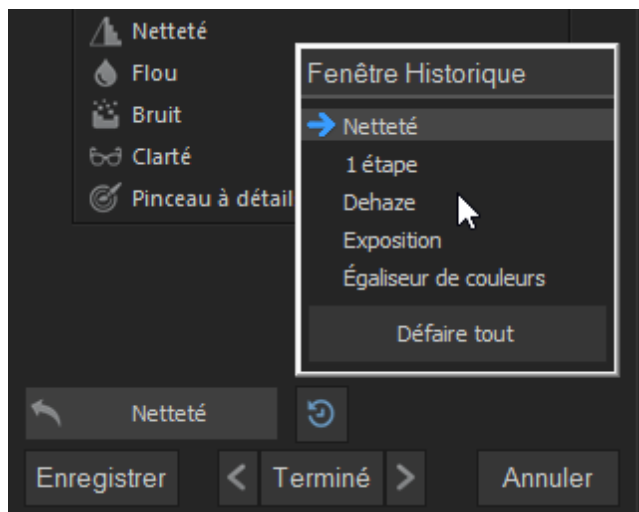 Netteté
Flou
Bruit
Clarté
Pinceau à détail
Fenêtre Historique
Netteté
1 étape
Dehaze
Exposition
Égaliseur de couleurs
Défaire tout
Netteté
Enregistrer
Terminé
Annuler